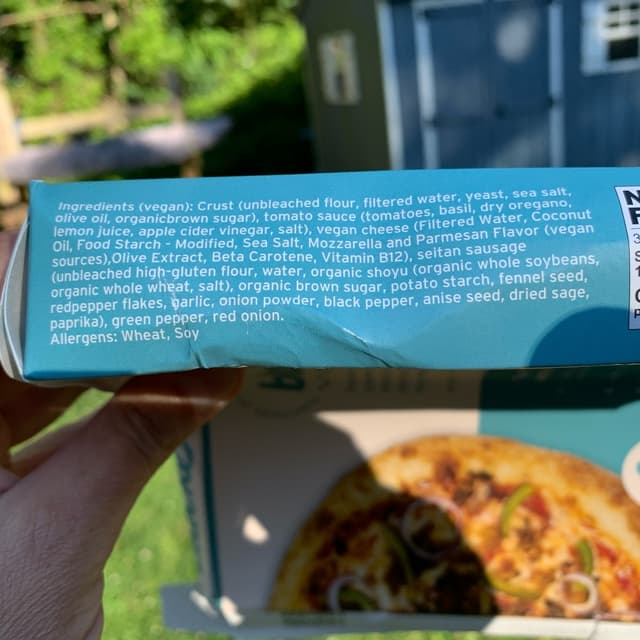 Ingredients (vegan): Crust (unbleached flour, filtered water, yeast, sea salt,
olive oil, organicbrown sugar), tomato sauce (tomatoes, basil, dry oregano,
lemon juice, apple cider vinegar, salt), vegan cheese (Filtered Water, Coconut
Oil, Food Starch - Modified, Sea Salt, Mozzarella and Parmesan Flavor (vegan
sources),Olive Extract, Beta Carotene, Vitamin B12), seitan sausage
(unbleached high-gluten flour, water, organic shoyu (organic whole soybeans,
organic whole wheat, salt), organic brown sugar, potato starch, fennel seed,
redpepper flakes, garlic, onion powder, black pepper, anise seed, dried sage,
paprika), green pepper, red onion.
Allergens: Wheat, Soy